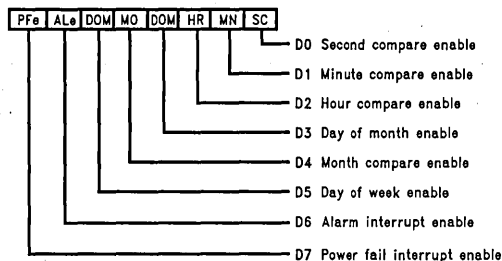 PFe ALe DOM MO DOM HR MN SC
D0 Second compare enable
D1 Minute compare enable
D2 Hour compare enable
D3 Day of month enable
D4 Month compare enable
D5 Day of week enable
D6 Alarm interrupt enable
D7 Power fail interrupt enable